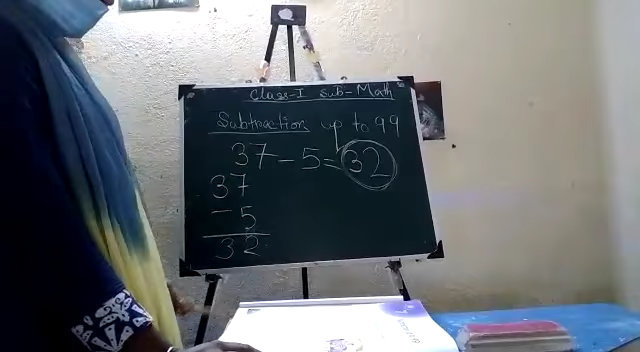 Class-I Sub-Math
Subtraction up to 99
37-5=32
37
-5
32